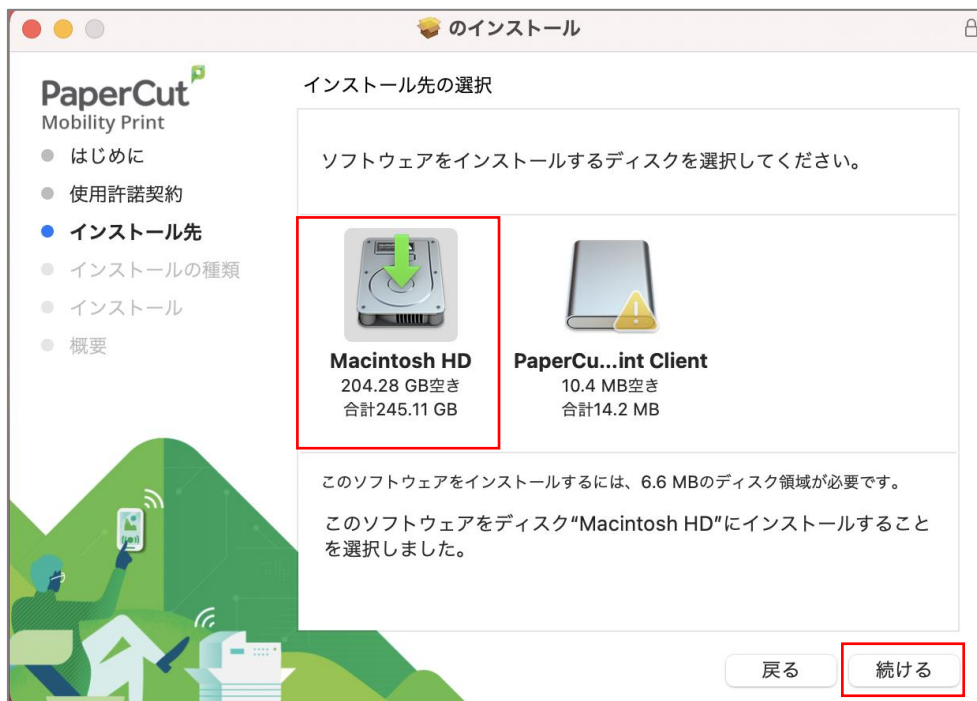 のインストール
PaperCut
Mobility Print
はじめに
使用許諾契約
インストール先
インストールの種類
インストール
概要
インストール先の選択
ソフトウェアをインストールするディスクを選択してください。
Macintosh HD
204.28 GB空き
合計245.11 GB
PaperCu...int Client
10.4 MB空き
合計14.2 MB
このソフトウェアをインストールするには、6.6 MBのディスク領域が必要です。
このソフトウェアをディスク“Macintosh HD”にインストールすること
を選択しました。
戻る
続ける